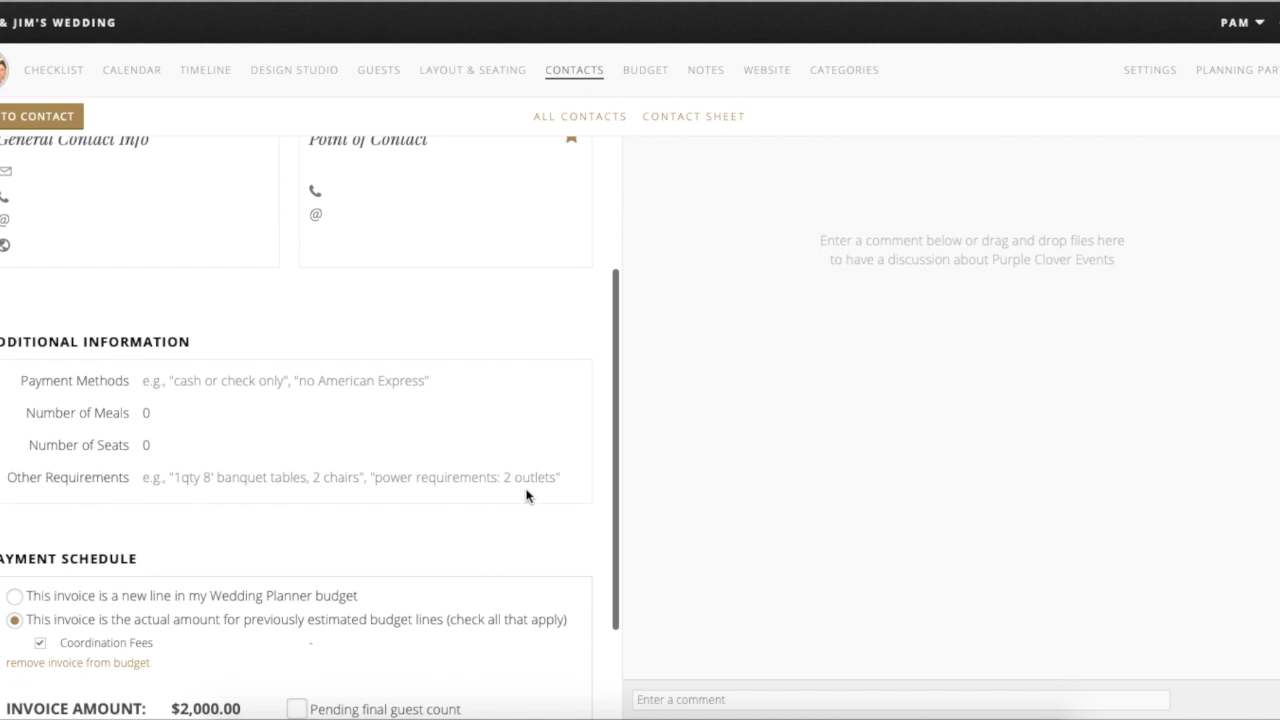 & JIM'S WEDDING
PAM
CHECKLIST CALENDAR TIMELINE DESIGN STUDIO GUESTS LAYOUT & SEATING CONTACTS BUDGET NOTES WEBSITE CATEGORIES SETTINGS PLANNING PAR
TO CONTACT
ALL CONTACTS CONTACT SHEET
General Contact Info
Point of Contact
@
@
Enter a comment below or drag and drop files here
to have a discussion about Purple Clover Events
DDITIONAL INFORMATION
Payment Methods e.g., "cash or check only", "no American Express"
Number of Meals 0
Number of Seats 0
Other Requirements e.g., "1qty 8' banquet tables, 2 chairs", "power requirements: 2 outlets"
AYMENT SCHEDULE
This invoice is a new line in my Wedding Planner budget
This invoice is the actual amount for previously estimated budget lines (check all that apply)
Coordination Fees -
remove invoice from budget
INVOICE AMOUNT: $2,000.00 Pending final guest count
Enter a comment